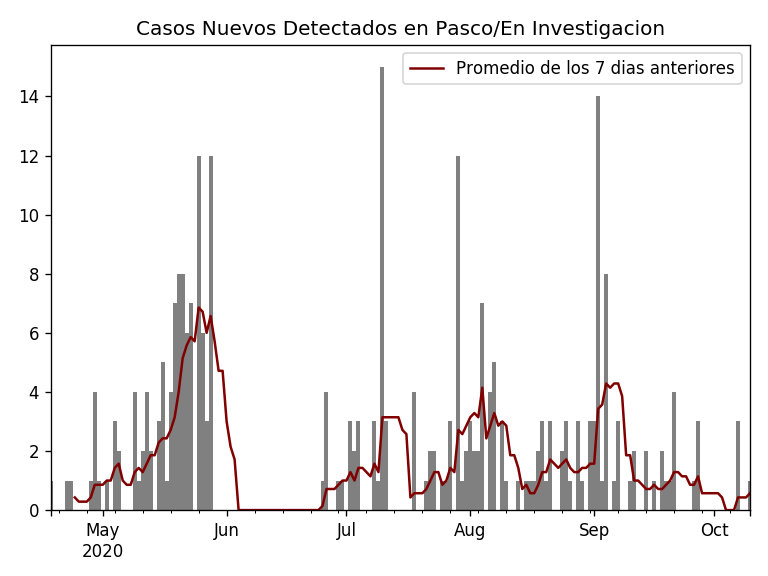 Casos Nuevos Detectados en Pasco/En Investigacion
Promedio de los 7 dias anteriores
14
12
10
8
6
4
2
0
May
2020
Jun
Jul
Aug
Sep
Oct